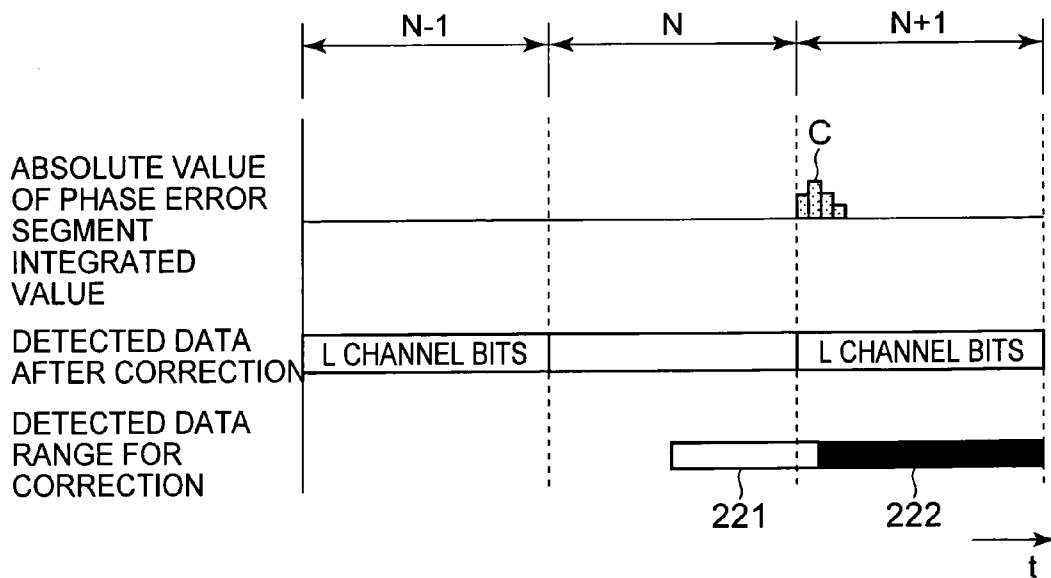 N-1
N
N+1
C
ABSOLUTE VALUE
OF PHASE ERROR
SEGMENT
INTEGRATED
VALUE
DETECTED DATA
AFTER CORRECTION
L CHANNEL BITS
L CHANNEL BITS
DETECTED DATA
RANGE FOR
CORRECTION
221
222
t